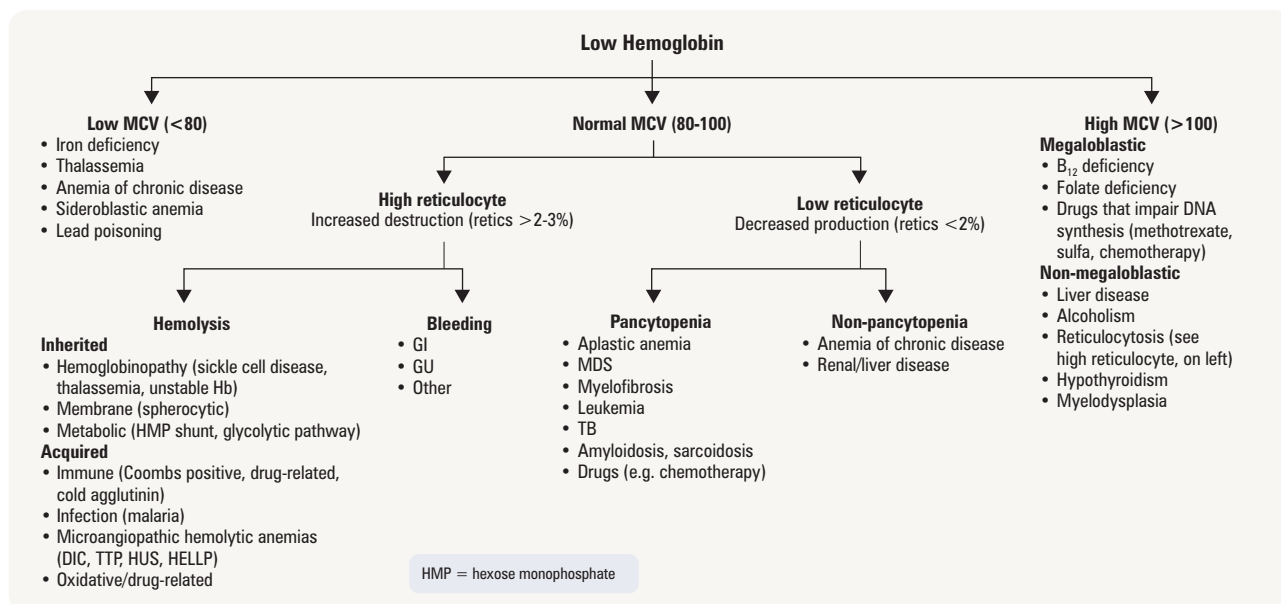 Low Hemoglobin
Low MCV (<80)
• Iron deficiency
• Thalassemia
• Anemia of chronic disease
• Sideroblastic anemia
• Lead poisoning
Normal MCV (80-100)
High reticulocyte
Increased destruction (retics >2-3%)
Hemolysis
Inherited
• Hemoglobinopathy (sickle cell disease,
thalassemia, unstable Hb)
• Membrane (spherocytic)
• Metabolic (HMP shunt, glycolytic pathway)
Acquired
• Immune (Coombs positive, drug-related,
cold agglutinin)
• Infection (malaria)
• Microangiopathic hemolytic anemias
(DIC, TTP, HUS, HELLP)
• Oxidative/drug-related
Bleeding
• GI
• GU
• Other
Low reticulocyte
Decreased production (retics <2%)
Pancytopenia
• Aplastic anemia
• MDS
• Myelofibrosis
• Leukemia
• TB
• Amyloidosis, sarcoidosis
• Drugs (e.g. chemotherapy)
Non-pancytopenia
• Anemia of chronic disease
• Renal/liver disease
High MCV (>100)
Megaloblastic
• B12 deficiency
• Folate deficiency
• Drugs that impair DNA
synthesis (methotrexate,
sulfa, chemotherapy)
Non-megaloblastic
• Liver disease
• Alcoholism
• Reticulocytosis (see
high reticulocyte, on left)
• Hypothyroidism
• Myelodysplasia
HMP = hexose monophosphate